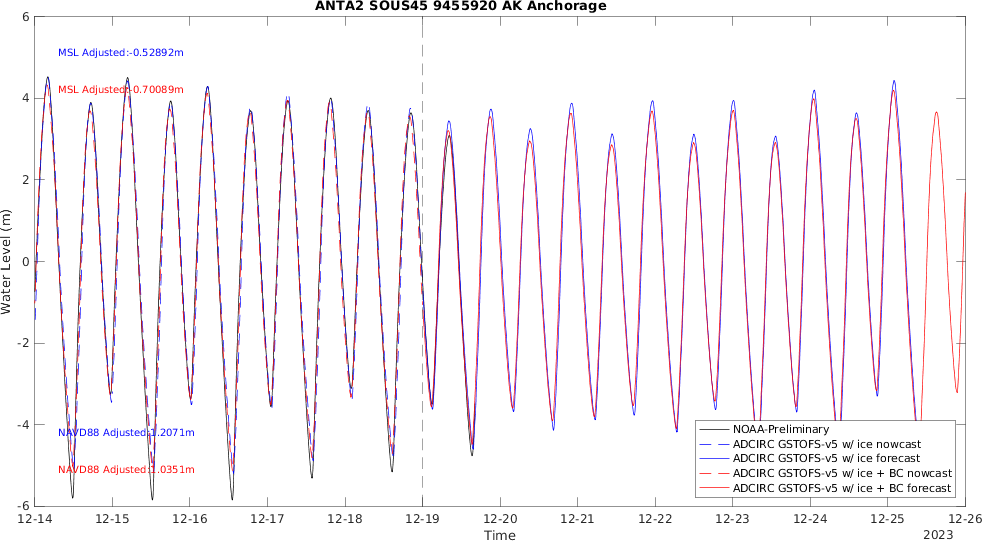 ANTA2 SOUS45 9455920 AK Anchorage
6
MSL Adjusted:-0.52892m
MSL Adjusted:-0.70089m
4
2
0
Water Level (m)
-2
-4
NAVD88 Adjusted:1.2071m
NAVD88 Adjusted:1.0351m
-6
NOAA-Preliminary
ADCIRC GSTOFS-v5 w/ ice nowcast
ADCIRC GSTOFS-v5 w/ ice forecast
ADCIRC GSTOFS-v5 w/ ice + BC nowcast
ADCIRC GSTOFS-v5 w/ ice + BC forecast
12-14 12-15 12-16 12-17 12-18 12-19 12-20 12-21 12-22 12-23 12-24 12-25 12-26
Time
2023